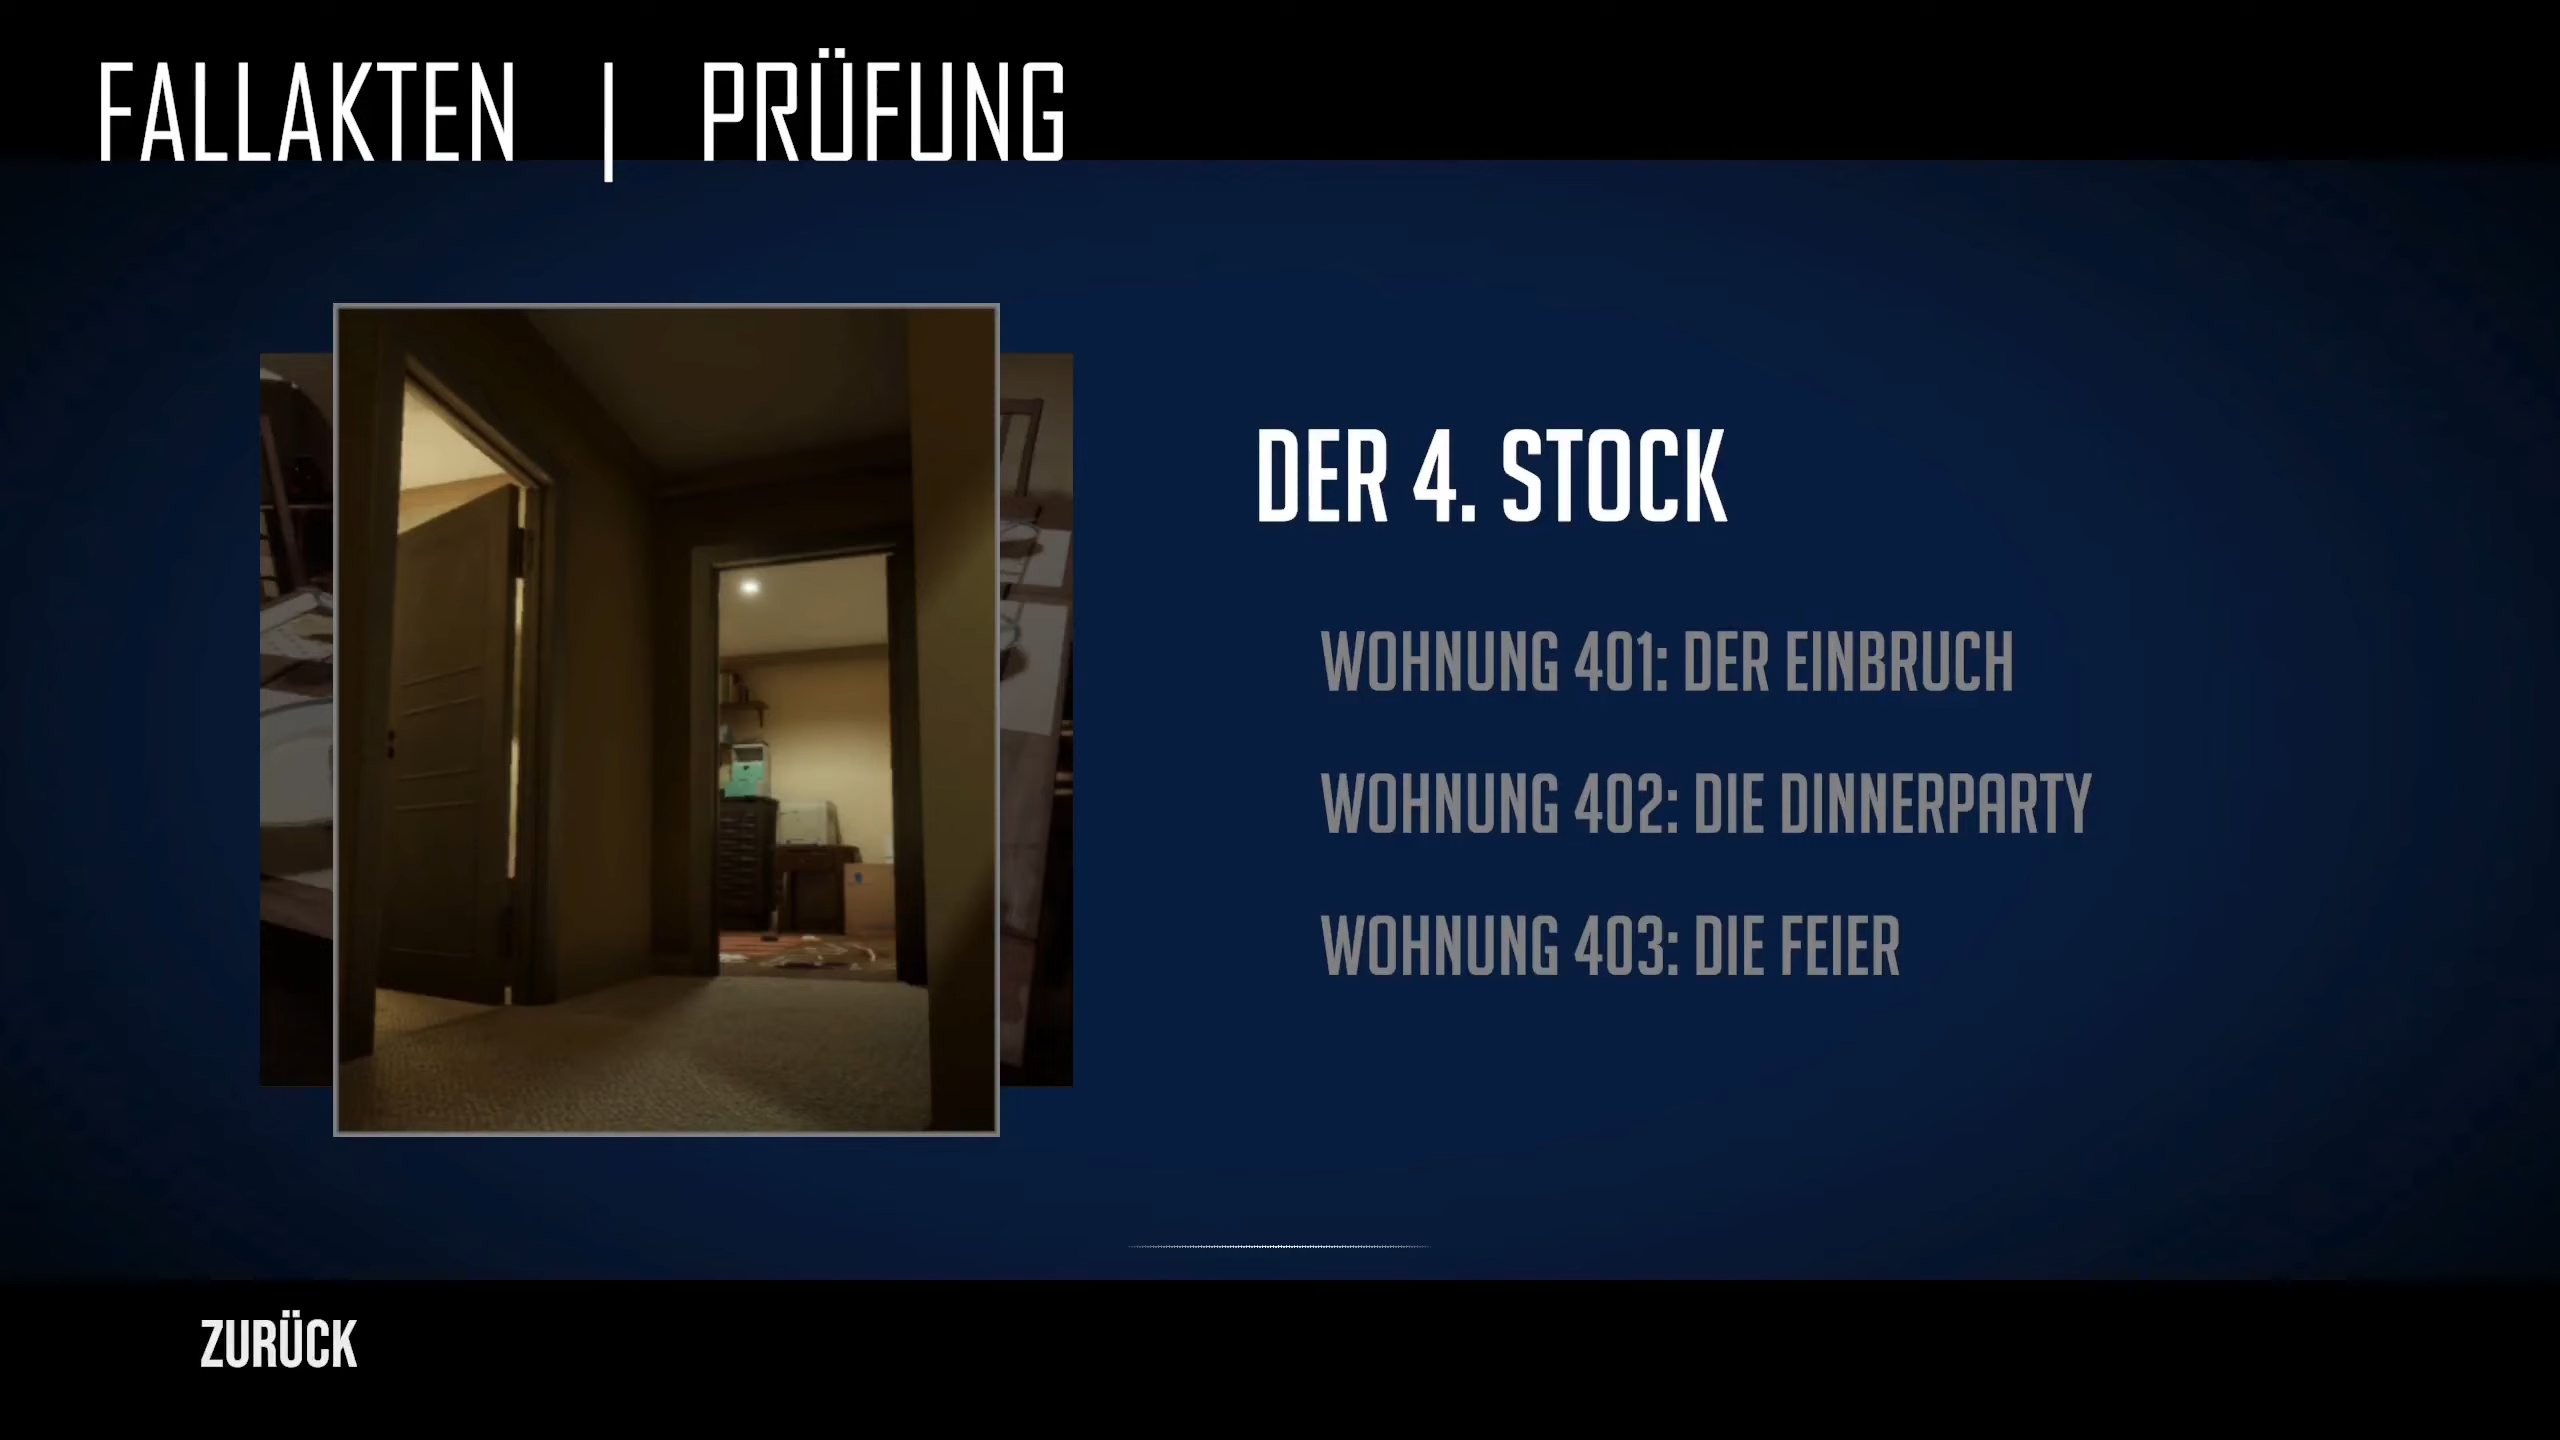 FALLAKTEN | PRÜFUNG
DER 4. STOCK
WOHNUNG 401: DER EINBRUCH
WOHNUNG 402: DIE DINNERPARTY
WOHNUNG 403: DIE FEIER
ZURÜCK